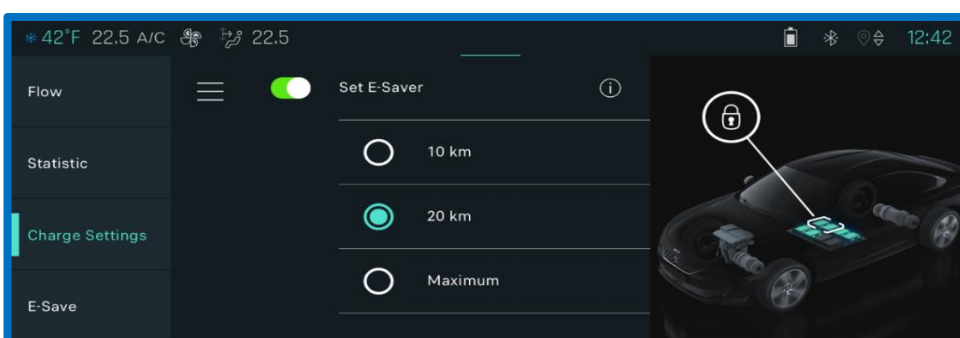 42°F 22.5 A/C 22.5 12:42
Flow
Set E-Saver
Statistic
10 km
Charge Settings
20 km
E-Save
Maximum